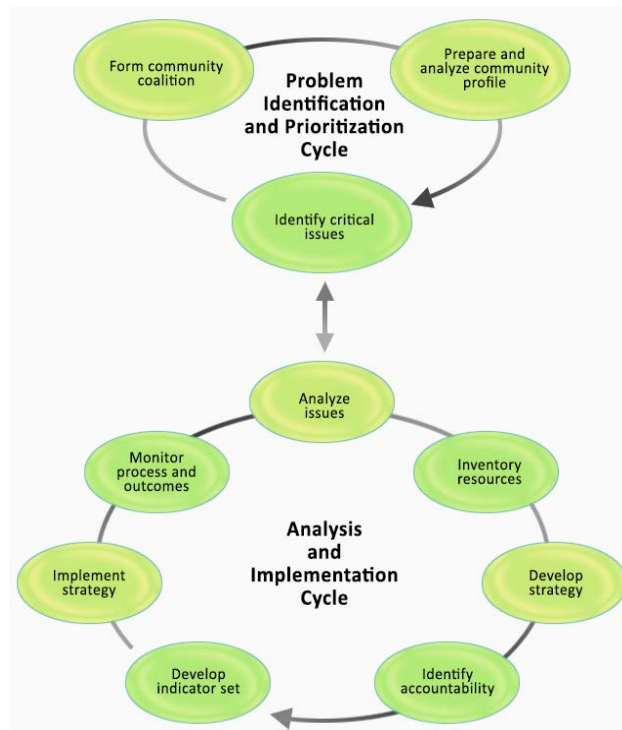 Form community
coalition
Prepare and
analyze community
profile
Problem
Identification
and Prioritization
Cycle
Identify critical
issues
Analyze
issues
Monitor
process and
outcomes
Inventory
resources
Analysis
and
Implementation
Cycle
Implement
strategy
Develop
strategy
Develop
indicator set
Identify
accountability